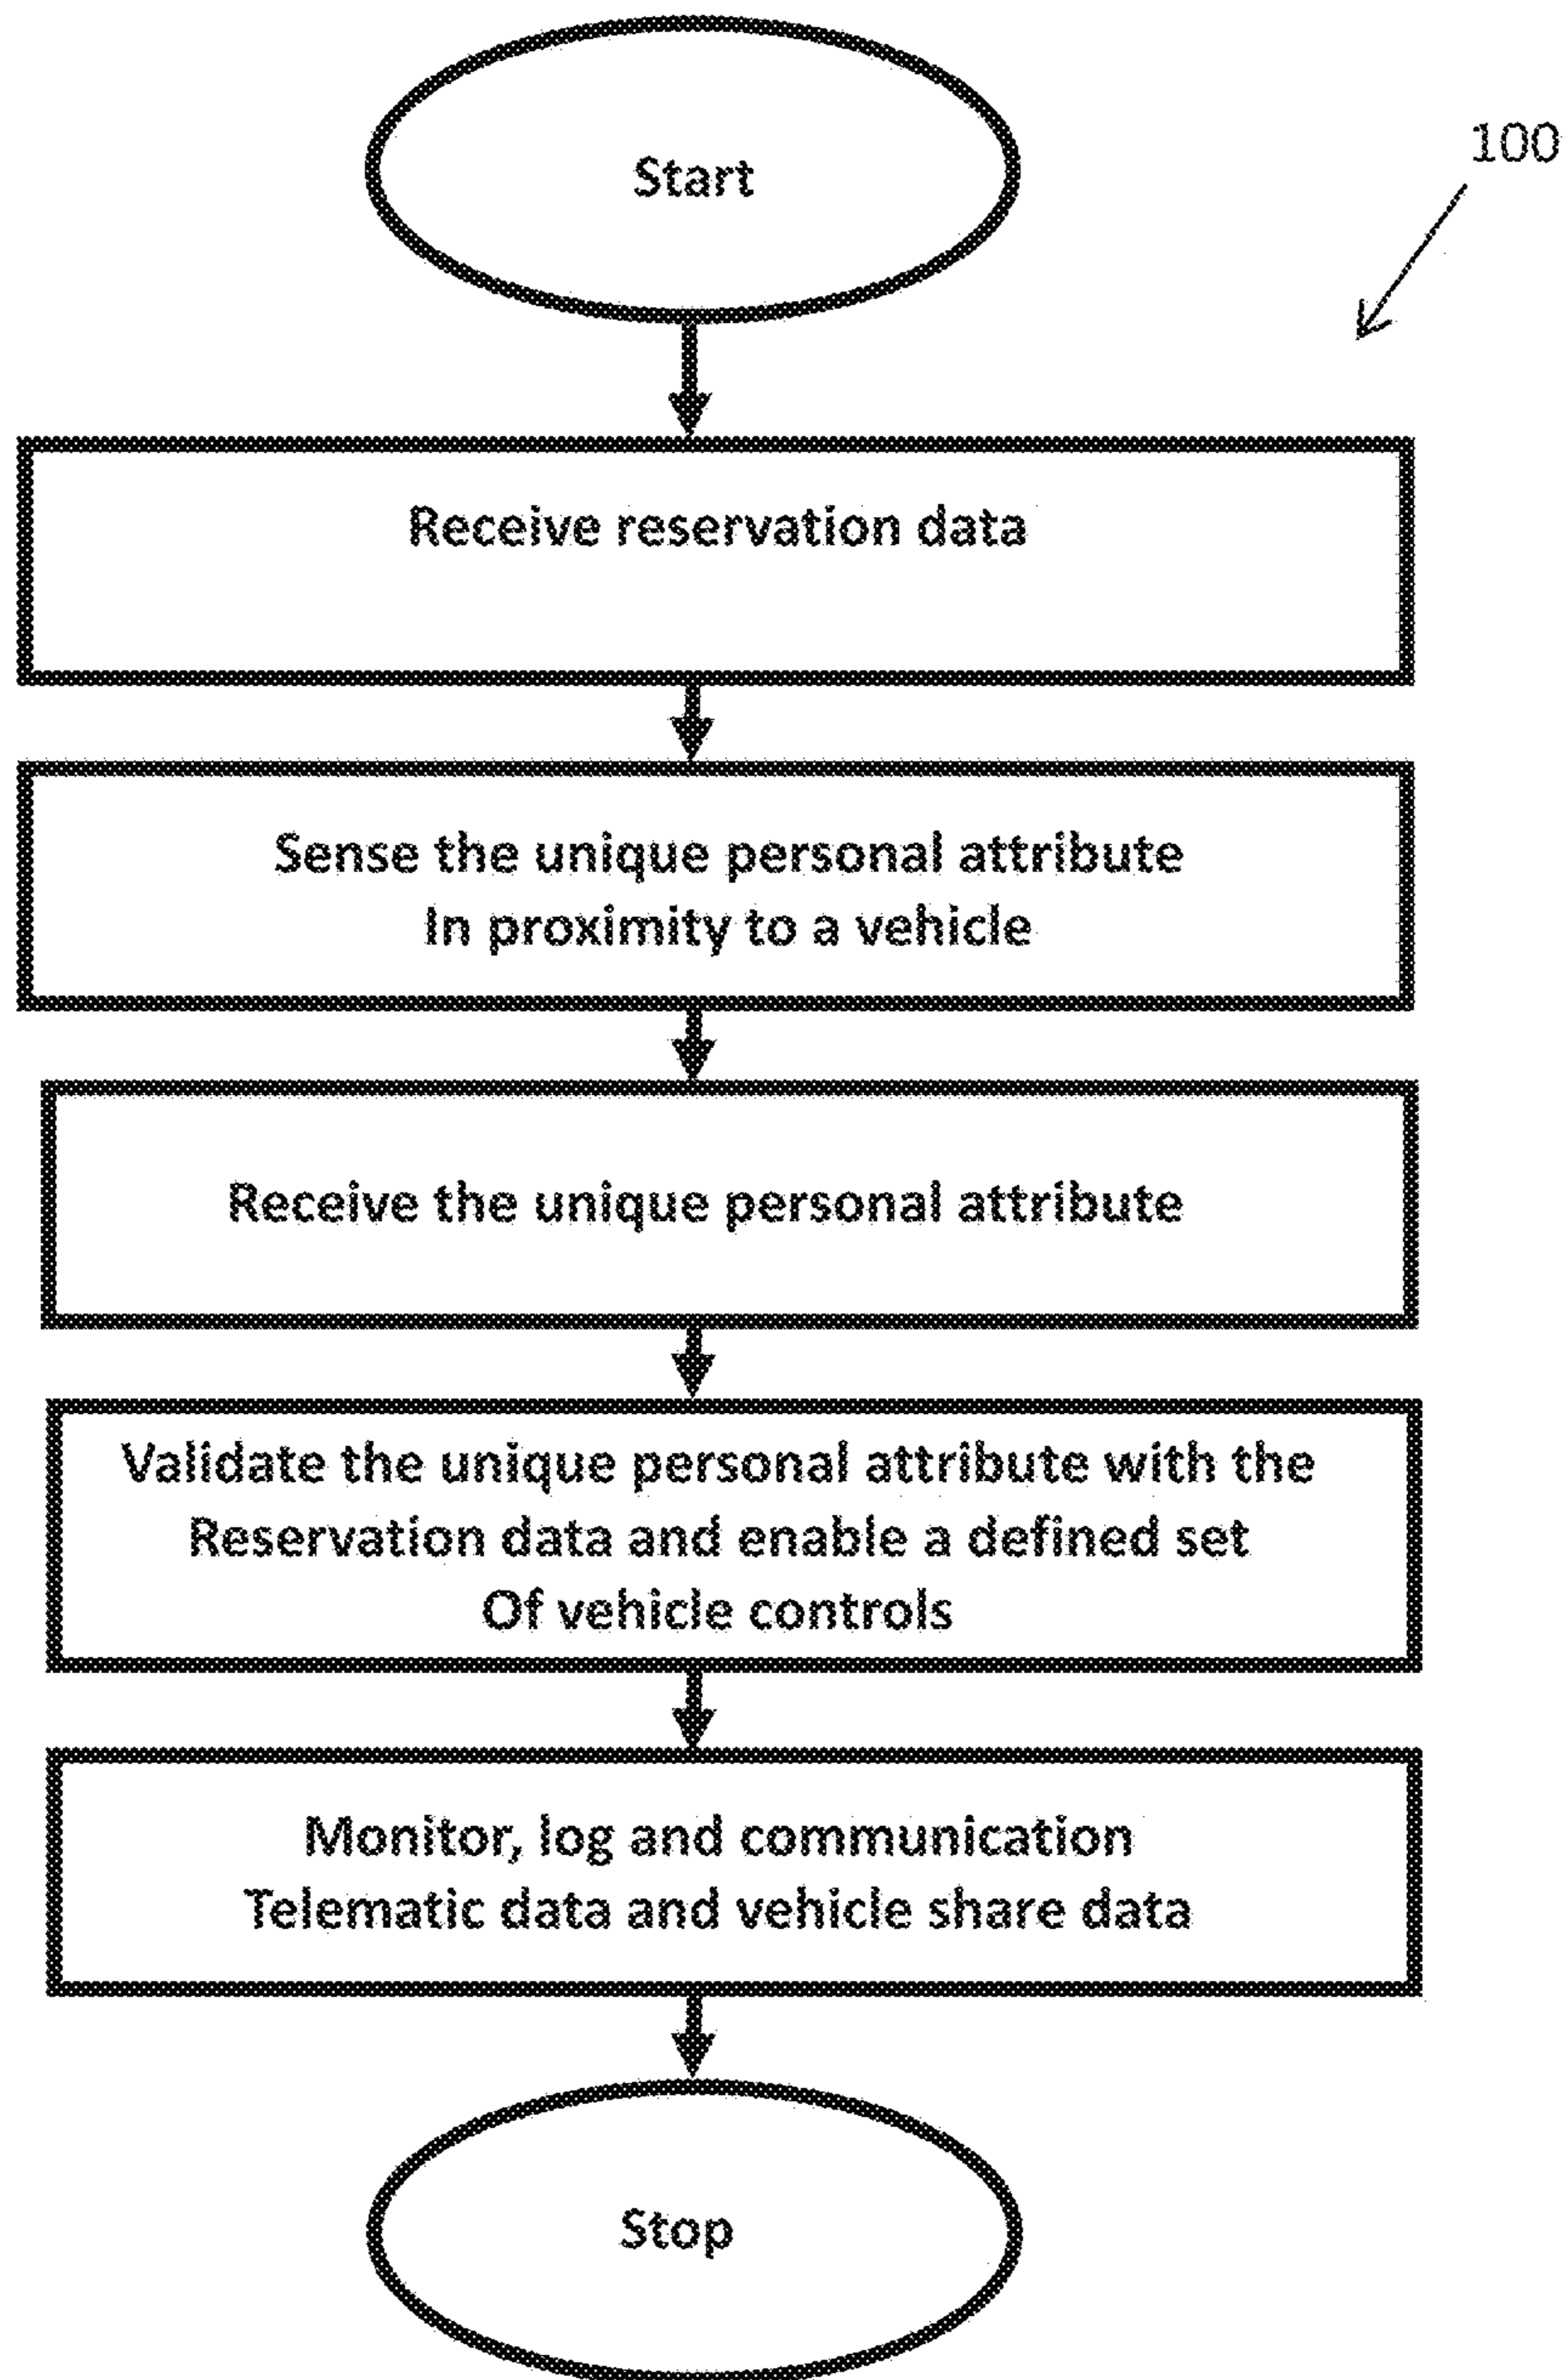 Start
100
Receive reservation data
Sense the unique personal attribute
In proximity to a vehicle
Receive the unique personal attribute
Validate the unique personal attribute with the
Reservation data and enable a defined set
Of vehicle controls
Monitor, log and communication
Telematic data and vehicle share data
Stop